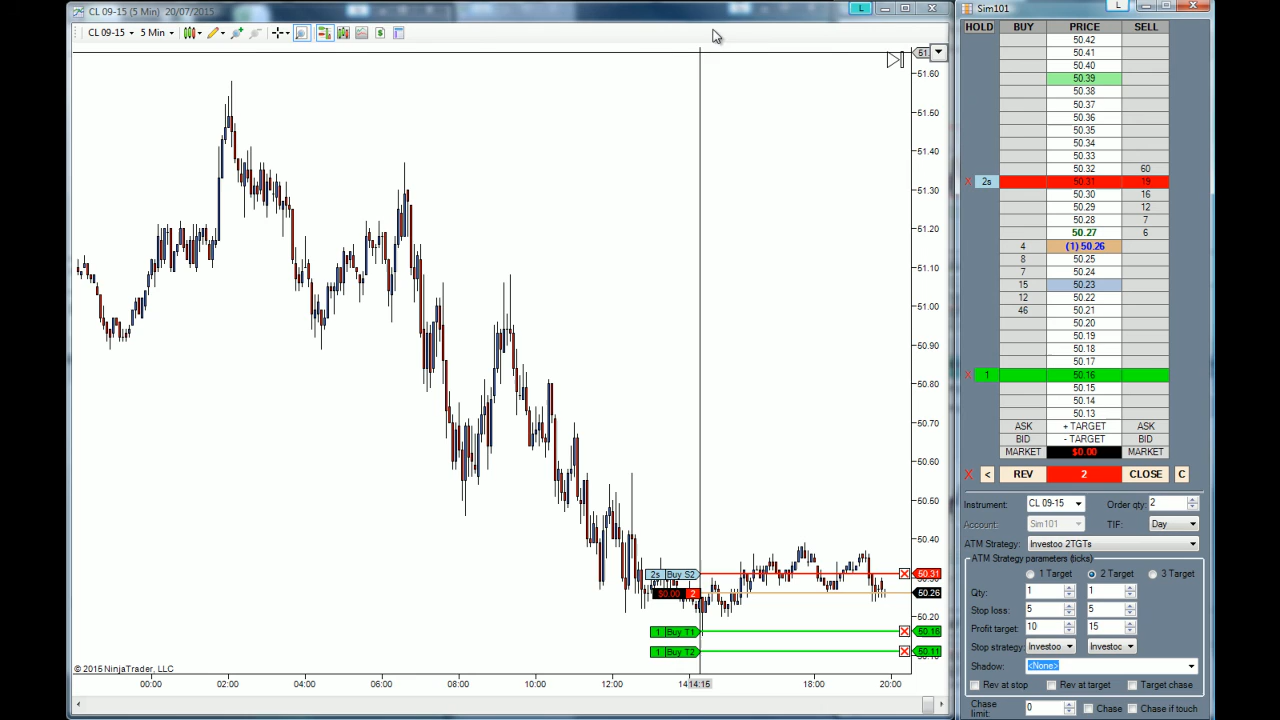 CL 09-15 (5 Min) 20/07/2015
L
CL 09-15
5 Min
$
51.60
51.50
51.40
51.30
51.20
51.10
51.00
50.90
50.80
50.70
50.60
50.50
50.40
2s Buy S2
50.31
$0.00 2
50.26
50.20
1 Buy T1
50.16
1 Buy T2
50.11
© 2015 NinjaTrader, LLC
00:00
02:00
04:00
06:00
08:00
10:00
12:00
14:15
18:00
20:00
Sim101
L
HOLD BUY PRICE SELL
50.42
50.41
50.40
50.39
50.38
50.37
50.36
50.35
50.34
50.33
50.32 60
X 2s 50.31 19
50.30 16
50.29 12
50.28 7
50.27 6
4 (1) 50.26
8 50.25
7 50.24
15 50.23
12 50.22
46 50.21
50.20
50.19
50.18
50.17
X 1 50.16
50.15
50.14
50.13
ASK + TARGET ASK
BID - TARGET BID
MARKET $0.00 MARKET
X < REV 2 CLOSE C
Instrument: CL 09-15 Order qty: 2
Account: Sim101 TIF: Day
ATM Strategy: Investoo 2TGTs
ATM Strategy parameters (ticks)
1 Target 2 Target 3 Target
Qty: 1 1
Stop loss: 5 5
Profit target: 10 15
Stop strategy: Investoo Investoc
Shadow: <None>
Rev at stop Rev at target Target chase
Chase limit: 0 Chase Chase if touch